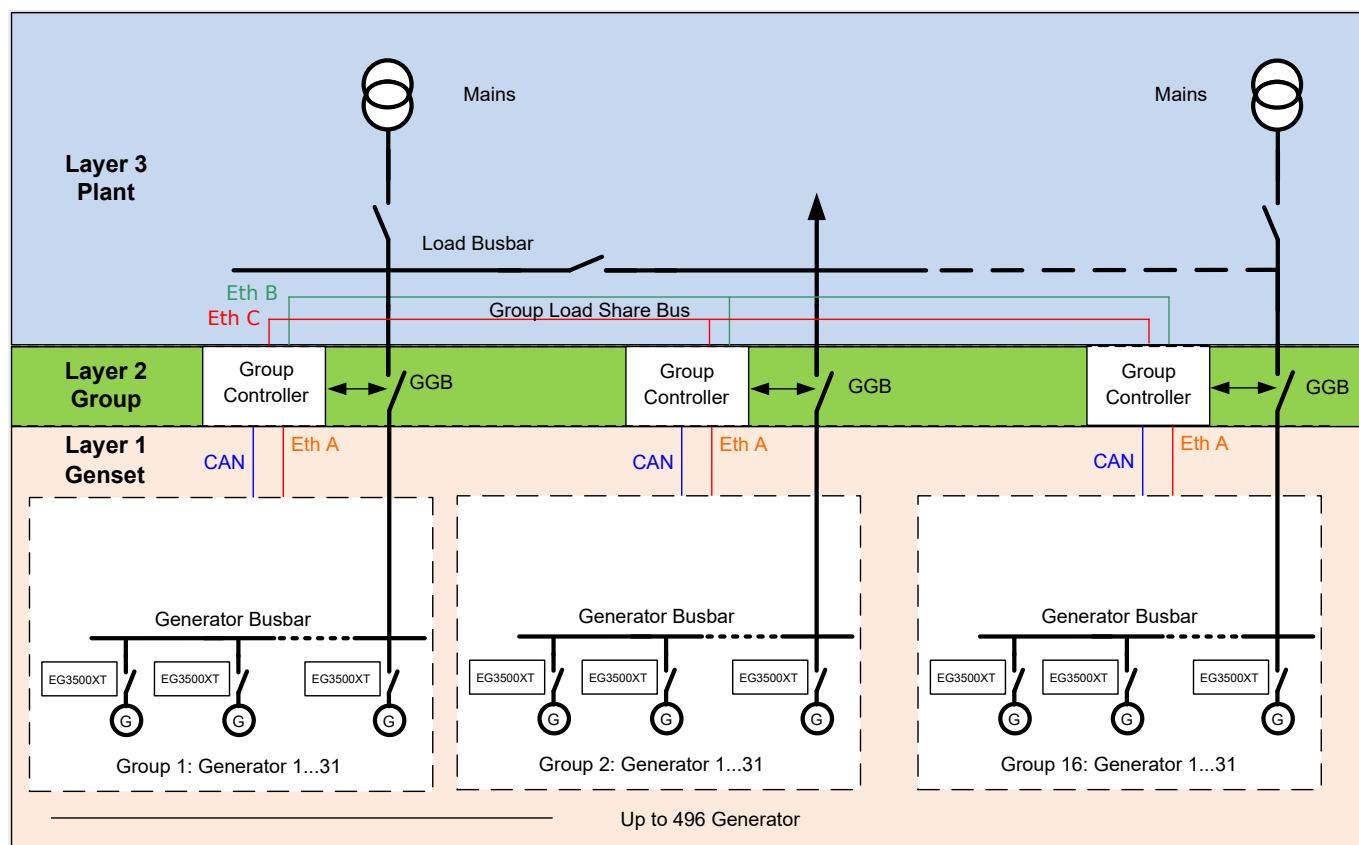 Mains
Mains
Layer 3
Plant
Load Busbar
Eth B
Eth C
Group Load Share Bus
Layer 2
Group
Group
Controller
GGB
Group
Controller
GGB
Group
Controller
GGB
Layer 1
Genset
CAN
Eth A
CAN
Eth A
CAN
Eth A
Generator Busbar
EG3500XT
EG3500XT
EG3500XT
G
G
G
Group 1: Generator 1...31
Generator Busbar
EG3500XT
EG3500XT
EG3500XT
G
G
G
Group 2: Generator 1...31
Generator Busbar
EG3500XT
EG3500XT
EG3500XT
G
G
G
Group 16: Generator 1...31
Up to 496 Generator